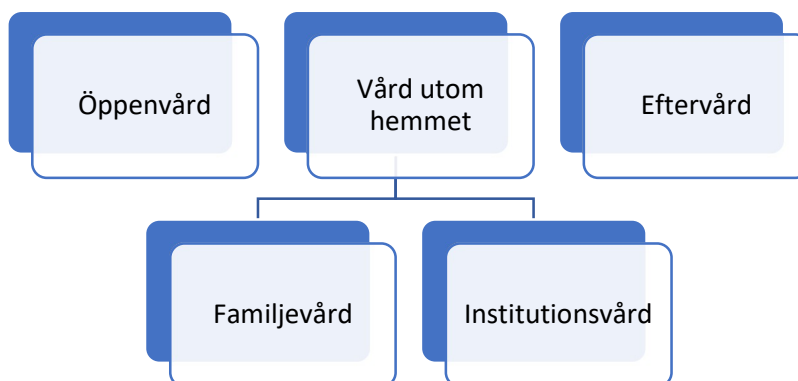 Öppenvård
Vård utom
hemmet
Eftervård
Familjevård
Institutionsvård